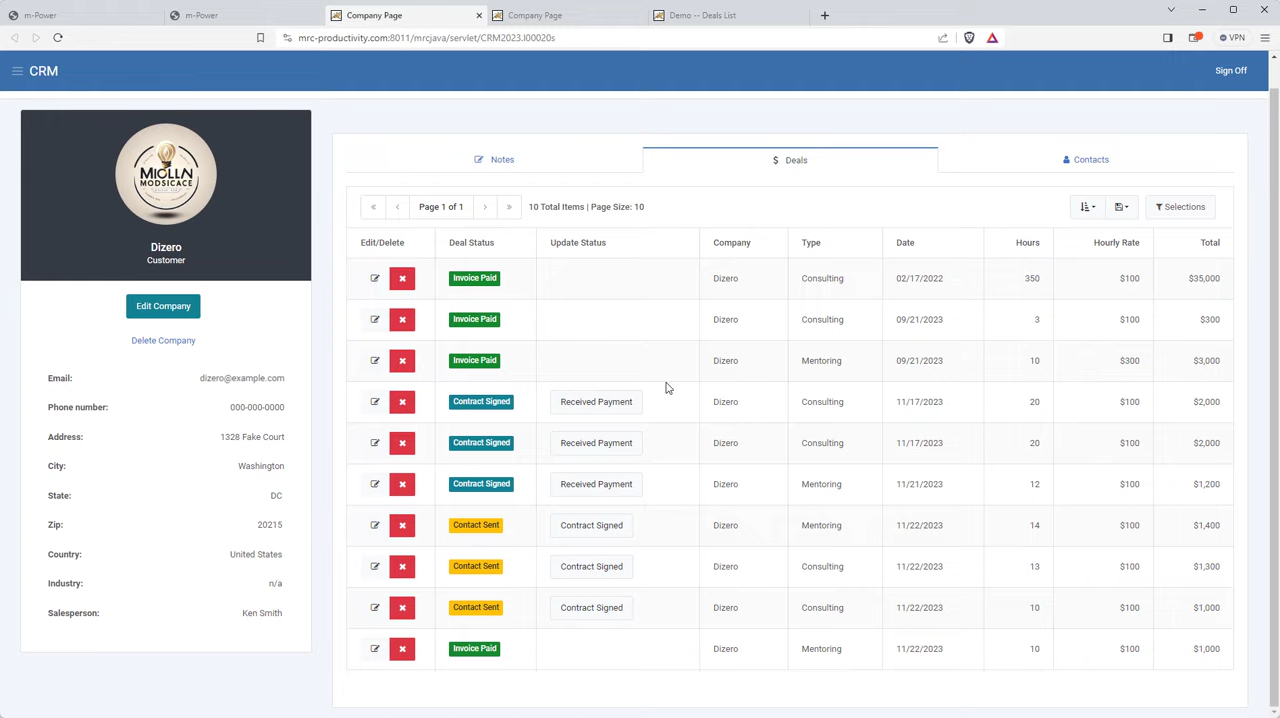 m-Power
m-Power
Company Page
Company Page
Demo -- Deals List
mrc-productivity.com:8011/mrcjava/servlet/CRM2023.I00020s
VPN
CRM
Sign Off
MIOLLN
MODSICACE
Dizero
Customer
Edit Company
Delete Company
Email: dizero@example.com
Phone number: 000-000-0000
Address: 1328 Fake Court
City: Washington
State: DC
Zip: 20215
Country: United States
Industry: n/a
Salesperson: Ken Smith
Notes
$ Deals
Contacts
« ‹ Page 1 of 1 › » 10 Total Items | Page Size: 10
Selections
Edit/Delete Deal Status Update Status Company Type Date Hours Hourly Rate Total
Invoice Paid Dizero Consulting 02/17/2022 350 $100 $35,000
Invoice Paid Dizero Consulting 09/21/2023 3 $100 $300
Invoice Paid Dizero Mentoring 09/21/2023 10 $300 $3,000
Contract Signed Received Payment Dizero Consulting 11/17/2023 20 $100 $2,000
Contract Signed Received Payment Dizero Consulting 11/17/2023 20 $100 $2,000
Contract Signed Received Payment Dizero Mentoring 11/21/2023 12 $100 $1,200
Contact Sent Contract Signed Dizero Mentoring 11/22/2023 14 $100 $1,400
Contact Sent Contract Signed Dizero Consulting 11/22/2023 13 $100 $1,300
Contact Sent Contract Signed Dizero Consulting 11/22/2023 10 $100 $1,000
Invoice Paid Dizero Mentoring 11/22/2023 10 $100 $1,000